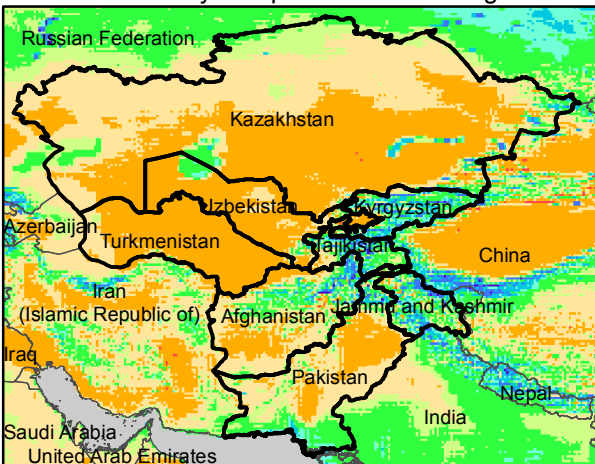 Russian Federation
Kazakhstan
Uzbekistan
Kyrgyzstan
Azerbaijan
Turkmenistan
Tajikistan
China
Iran
(Islamic Republic of)
Afghanistan
Jammu and Kashmir
Iraq
Pakistan
Nepal
India
Saudi Arabia
United Arab Emirates